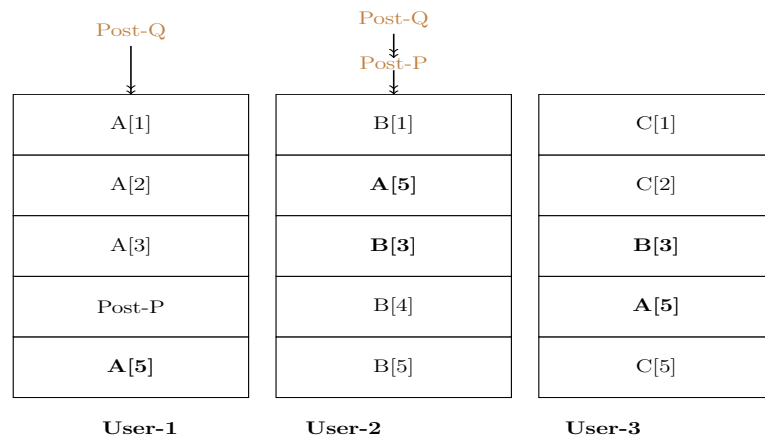 Post-Q
Post-Q
Post-P
A[1]
B[1]
C[1]
A[2]
A[5]
C[2]
A[3]
B[3]
B[3]
Post-P
B[4]
A[5]
A[5]
B[5]
C[5]
User-1
User-2
User-3